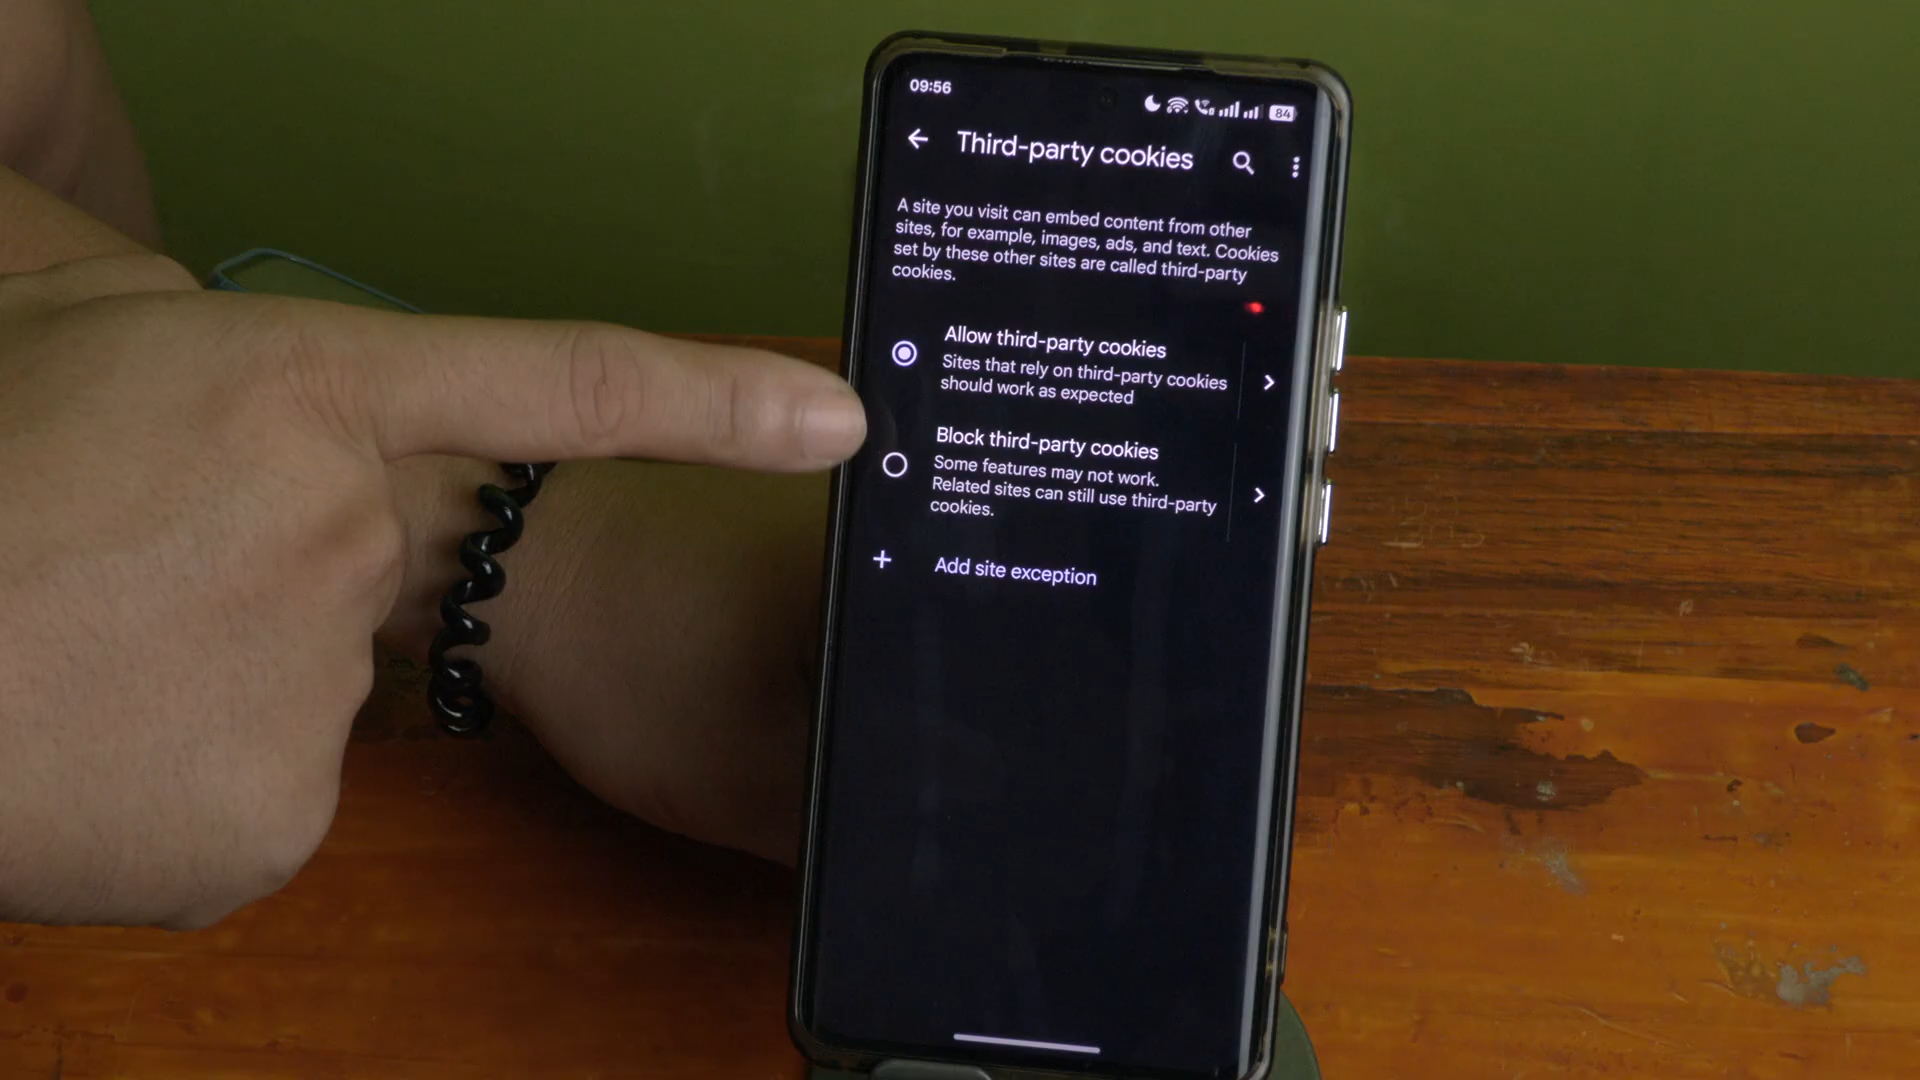 09:56
84
Third-party cookies
A site you visit can embed content from other
sites, for example, images, ads, and text. Cookies
set by these other sites are called third-party
cookies.
Allow third-party cookies
Sites that rely on third-party cookies
should work as expected
Block third-party cookies
Some features may not work.
Related sites can still use third-party
cookies.
+ Add site exception